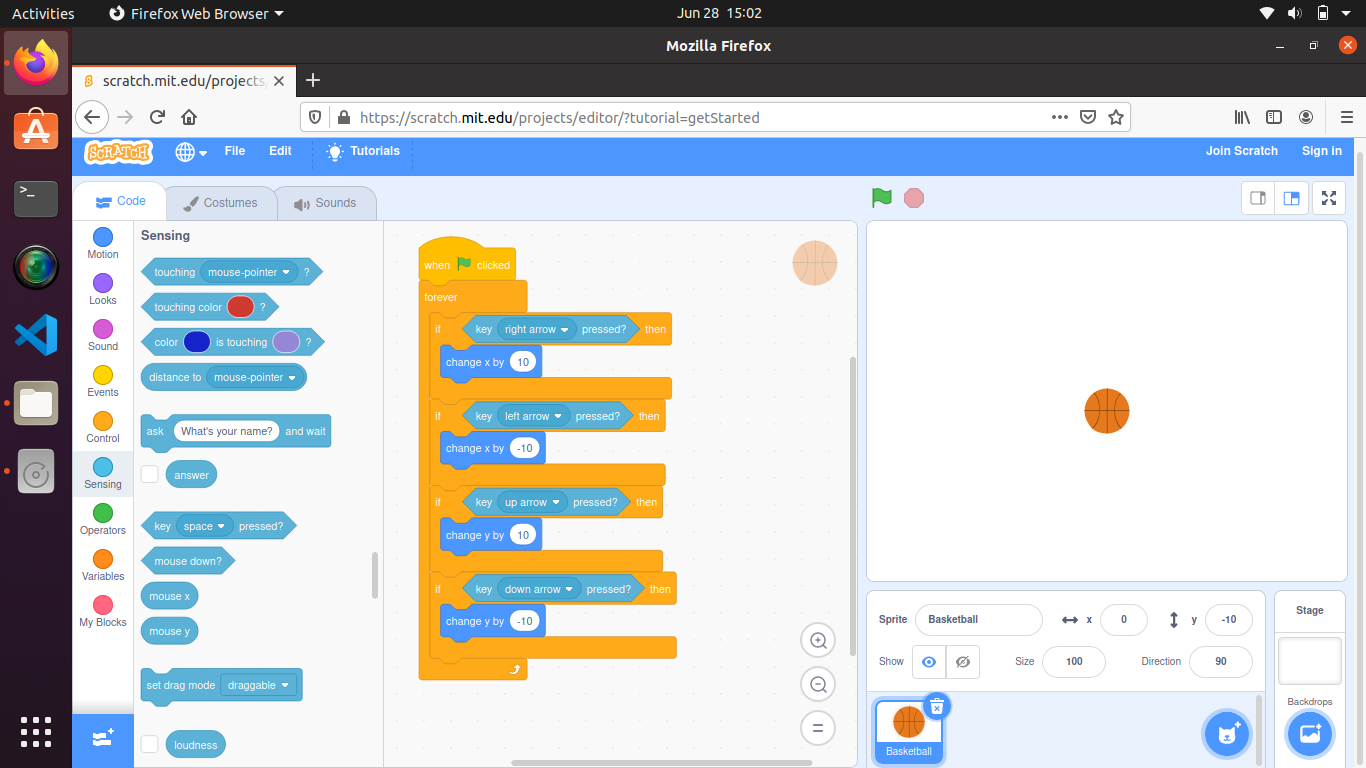 Activities Firefox Web Browser Jun 28 15:02
Mozilla Firefox
scratch.mit.edu/projects
https://scratch.mit.edu/projects/editor/?tutorial=getStarted
SCRATCH File Edit Tutorials Join Scratch Sign in
Code Costumes Sounds
Motion
Looks
Sound
Events
Control
Sensing
Operators
Variables
My Blocks
Sensing
touching mouse-pointer ?
touching color ?
color is touching ?
distance to mouse-pointer
ask What's your name? and wait
answer
key space pressed?
mouse down?
mouse x
mouse y
set drag mode draggable
loudness
when clicked
forever
if key right arrow pressed? then
change x by 10
if key left arrow pressed? then
change x by -10
if key up arrow pressed? then
change y by 10
if key down arrow pressed? then
change y by -10
Sprite Basketball x 0 y -10
Show Size 100 Direction 90
Basketball
Stage
Backdrops